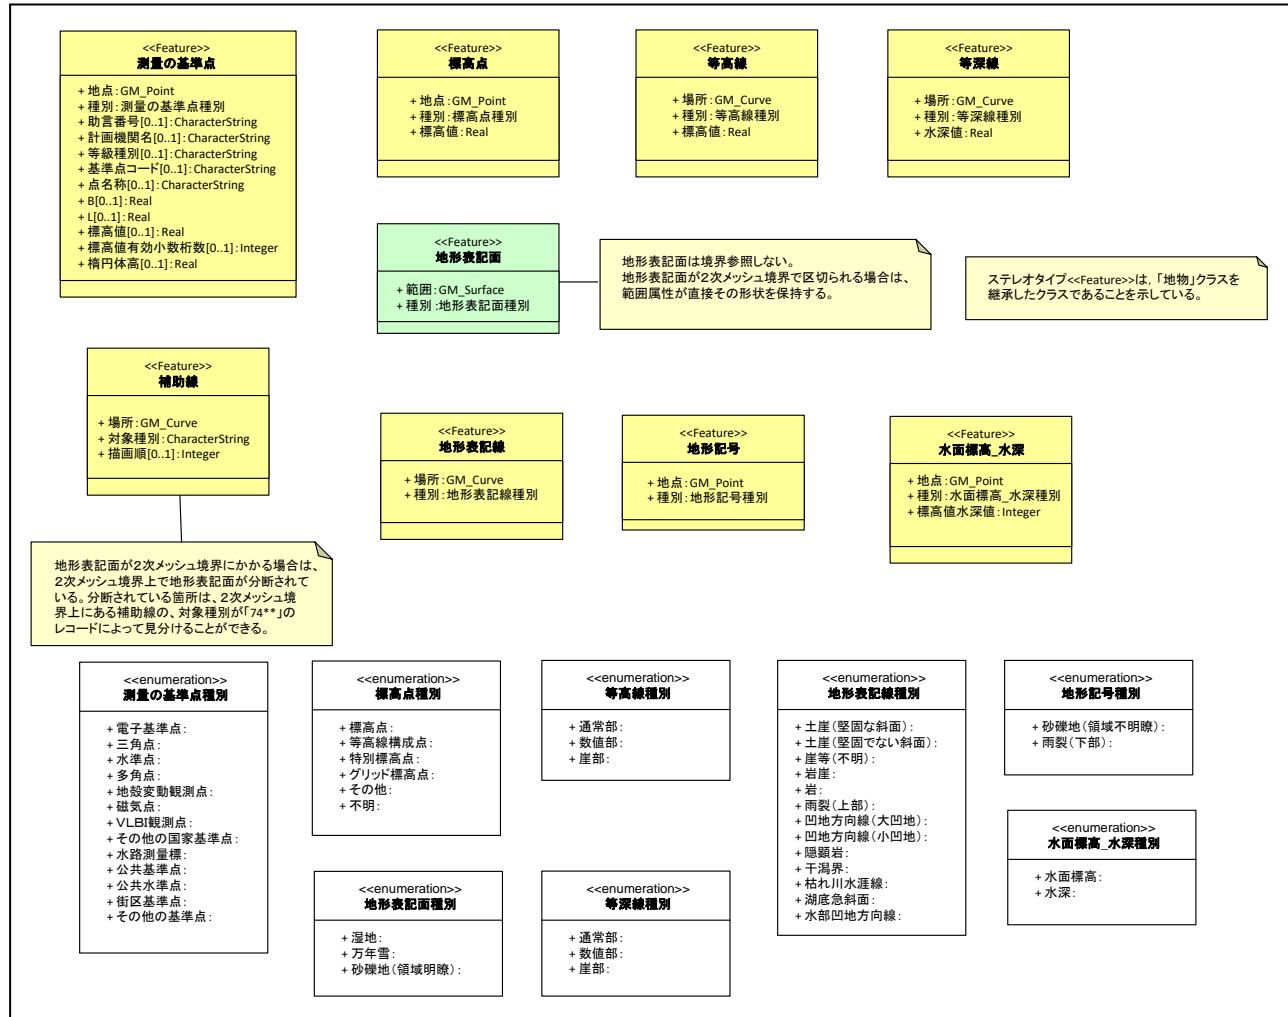 <<Feature>>
測量の基準点
+ 地点:GM_Point
+ 種別:測量の基準点種別
+ 助言番号[0..1]:CharacterString
+ 計画機関名[0..1]:CharacterString
+ 等級種別[0..1]:CharacterString
+ 基準点コード[0..1]:CharacterString
+ 点名称[0..1]:CharacterString
+ B[0..1]:Real
+ L[0..1]:Real
+ 標高値[0..1]:Real
+ 標高値有効小数桁数[0..1]:Integer
+ 楕円体高[0..1]:Real
<<Feature>>
標高点
+ 地点:GM_Point
+ 種別:標高点種別
+ 標高値:Real
<<Feature>>
等高線
+ 場所:GM_Curve
+ 種別:等高線種別
+ 標高値:Real
<<Feature>>
等深線
+ 場所:GM_Curve
+ 種別:等深線種別
+ 水深値:Real
<<Feature>>
地形表記面
+ 範囲:GM_Surface
+ 種別:地形表記面種別
地形表記面は境界参照しない。
地形表記面が2次メッシュ境界で区切られる場合は、
範囲属性が直接その形状を保持する。
ステレオタイプ<<Feature>>は,「地物」クラスを
継承したクラスであることを示している。
<<Feature>>
補助線
+ 場所:GM_Curve
+ 対象種別:CharacterString
+ 描画順[0..1]:Integer
<<Feature>>
地形表記線
+ 場所:GM_Curve
+ 種別:地形表記線種別
<<Feature>>
地形記号
+ 地点:GM_Point
+ 種別:地形記号種別
<<Feature>>
水面標高_水深
+ 地点:GM_Point
+ 種別:水面標高_水深種別
+ 標高値水深値:Integer
地形表記面が2次メッシュ境界にかかる場合は、
2次メッシュ境界上で地形表記面が分断されて
いる。分断されている箇所は、2次メッシュ境
界上にある補助線の、対象種別が「74**」の
レコードによって見分けることができる。
<<enumeration>>
測量の基準点種別
+ 電子基準点:
+ 三角点:
+ 水準点:
+ 多角点:
+ 地殻変動観測点:
+ 磁気点:
+ VLBI観測点:
+ その他の国家基準点:
+ 水路測量標:
+ 公共基準点:
+ 公共水準点:
+ 街区基準点:
+ その他の基準点:
<<enumeration>>
標高点種別
+ 標高点:
+ 等高線構成点:
+ 特別標高点:
+ グリッド標高点:
+ その他:
+ 不明:
<<enumeration>>
等高線種別
+ 通常部:
+ 数値部:
+ 崖部:
<<enumeration>>
地形表記線種別
+ 土崖(堅固な斜面):
+ 土崖(堅固でない斜面):
+ 崖等(不明):
+ 岩崖:
+ 岩:
+ 雨裂(上部):
+ 凹地方向線(大凹地):
+ 凹地方向線(小凹地):
+ 隠顕岩:
+ 干潟界:
+ 枯れ川水涯線:
+ 湖底急斜面:
+ 水部凹地方向線:
<<enumeration>>
地形記号種別
+ 砂礫地(領域不明瞭):
+ 雨裂(下部):
<<enumeration>>
水面標高_水深種別
+ 水面標高:
+ 水深:
<<enumeration>>
地形表記面種別
+ 湿地:
+ 万年雪:
+ 砂礫地(領域明瞭):
<<enumeration>>
等深線種別
+ 通常部:
+ 数値部:
+ 崖部: